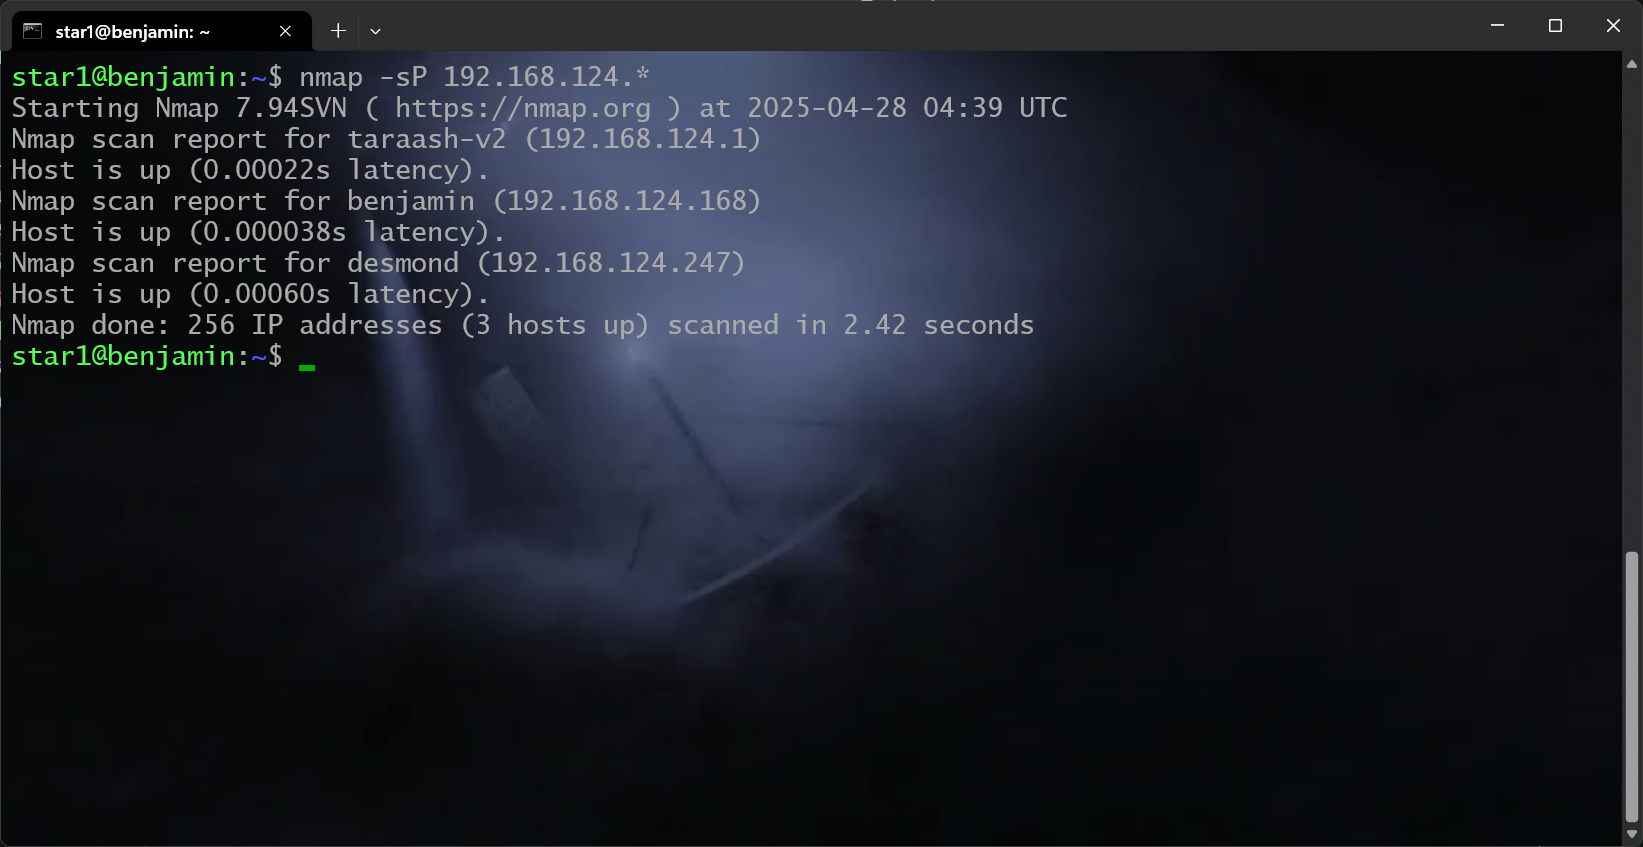 star1@benjamin: ~
star1@benjamin:~$ nmap -sP 192.168.124.*
Starting Nmap 7.94SVN ( https://nmap.org ) at 2025-04-28 04:39 UTC
Nmap scan report for taraash-v2 (192.168.124.1)
Host is up (0.00022s latency).
Nmap scan report for benjamin (192.168.124.168)
Host is up (0.000038s latency).
Nmap scan report for desmond (192.168.124.247)
Host is up (0.00060s latency).
Nmap done: 256 IP addresses (3 hosts up) scanned in 2.42 seconds
star1@benjamin:~$